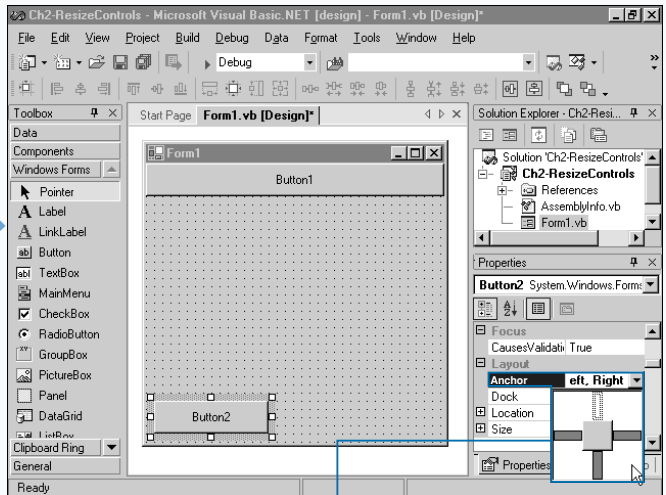 Ch2-ResizeControls - Microsoft Visual Basic.NET [design] - Form1.vb [Design]*
File Edit View Project Build Debug Data Format Tools Window Help
Debug
Toolbox
Start Page Form1.vb [Design]*
Solution Explorer - Ch2-Resi...
Data
Components
Windows Forms
Pointer
Label
LinkLabel
Button
TextBox
MainMenu
CheckBox
RadioButton
GroupBox
PictureBox
Panel
DataGrid
ListBox
Clipboard Ring
General
Form1
Button1
Button2
Solution 'Ch2-ResizeControls'
Ch2-ResizeControls
References
AssemblyInfo.vb
Form1.vb
Properties
Button2 System.Windows.Forms
Focus
CausesValidati True
Layout
Anchor eft, Right
Dock
Location
Size
Properties
Ready